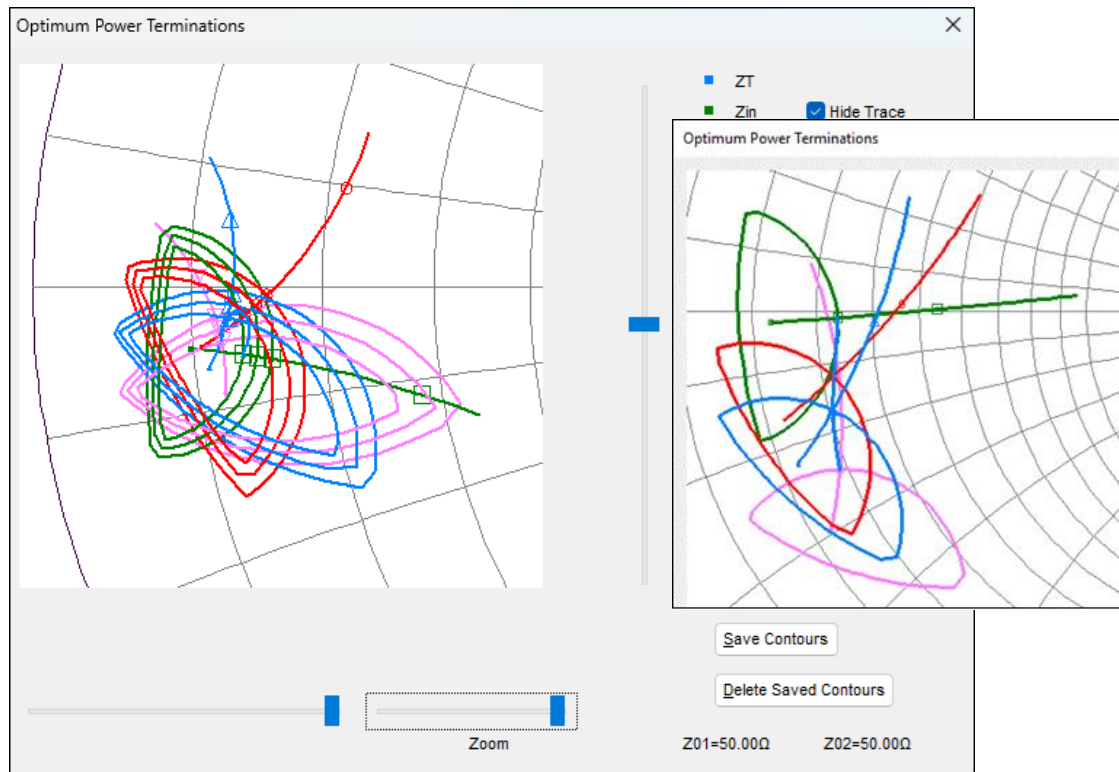 Optimum Power Terminations
ZT
Zin
Hide Trace
Optimum Power Terminations
Save Contours
Delete Saved Contours
Zoom
Z01=50.00Ω
Z02=50.00Ω